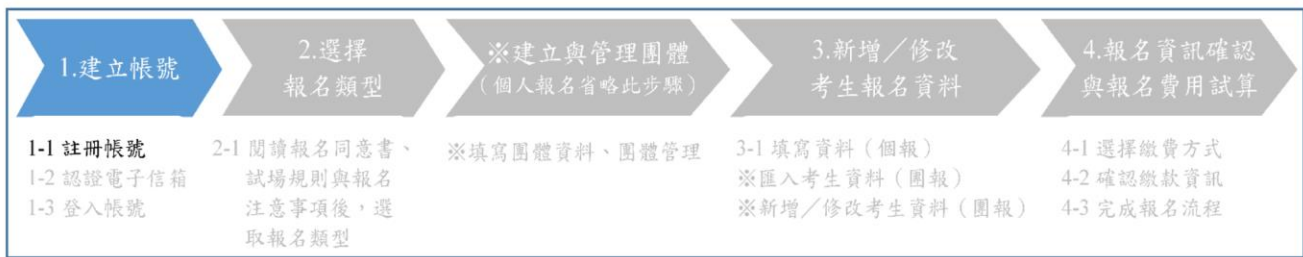 1.建立帳號
2.選擇
報名類型
※建立與管理團體
（個人報名省略此步驟）
3.新增／修改
考生報名資料
4.報名資訊確認
與報名費用試算
1-1 註冊帳號
1-2 認證電子信箱
1-3 登入帳號
2-1 閱讀報名同意書、
試場規則與報名
注意事項後，選
取報名類型
※填寫團體資料、團體管理
3-1 填寫資料（個報）
※匯入考生資料（團報）
※新增／修改考生資料（團報）
4-1 選擇繳費方式
4-2 確認繳款資訊
4-3 完成報名流程